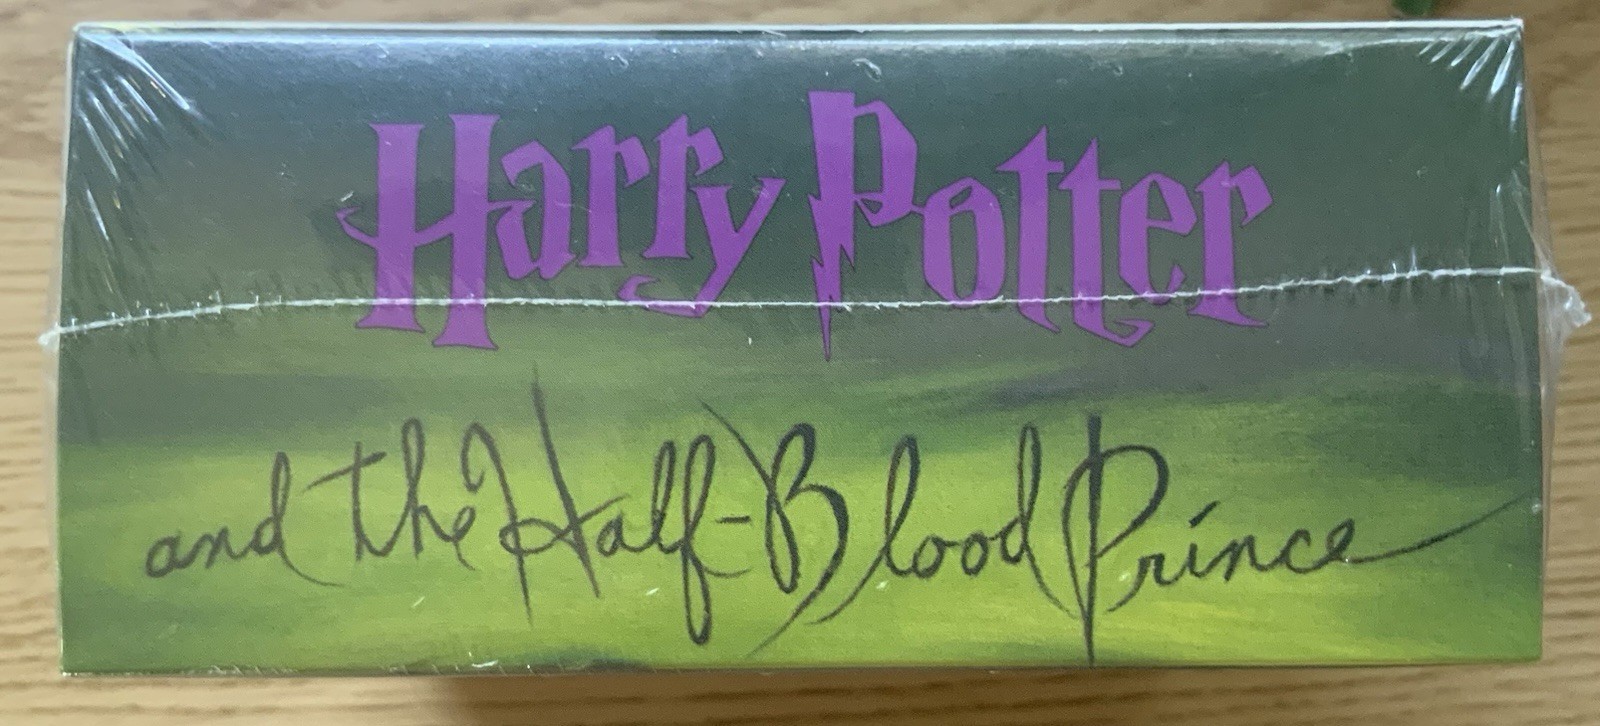 Harry Potter
and the Half-Blood Prince